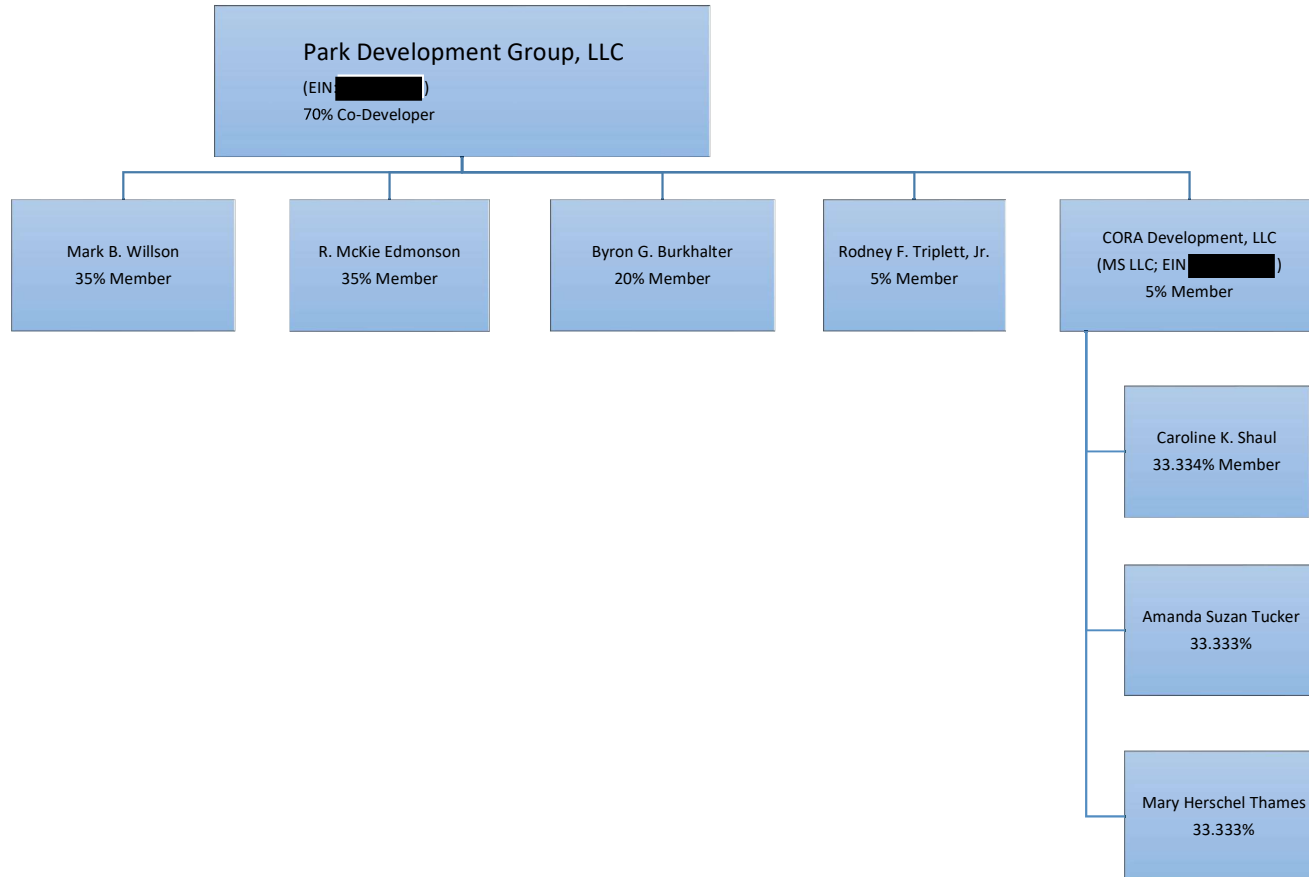 Park Development Group, LLC
(EIN: )
70% Co-Developer
Mark B. Willson
35% Member
R. McKie Edmonson
35% Member
Byron G. Burkhalter
20% Member
Rodney F. Triplett, Jr.
5% Member
CORA Development, LLC
(MS LLC; EIN )
5% Member
Caroline K. Shaul
33.334% Member
Amanda Suzan Tucker
33.333%
Mary Herschel Thames
33.333%